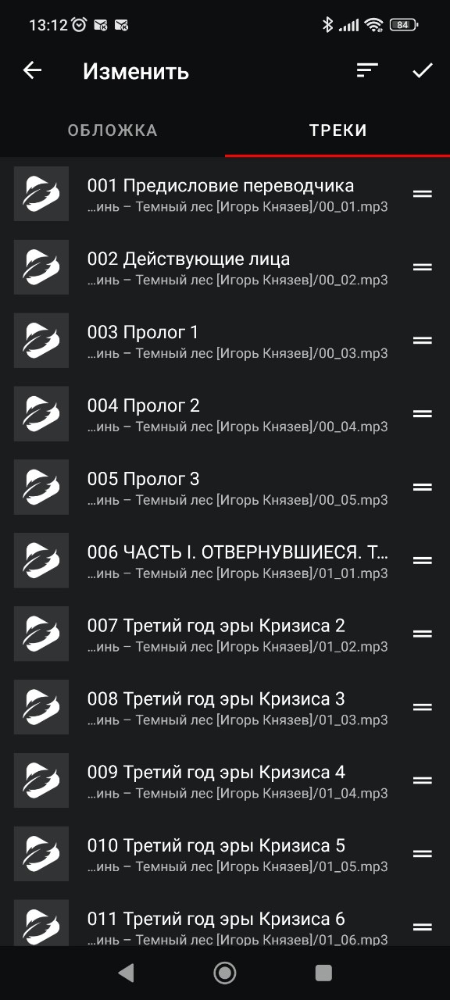 13:12
84
Изменить
ОБЛОЖКА
ТРЕКИ
001 Предисловие переводчика
...инь – Темный лес [Игорь Князев]/00_01.mp3
002 Действующие лица
...инь – Темный лес [Игорь Князев]/00_02.mp3
003 Пролог 1
...инь – Темный лес [Игорь Князев]/00_03.mp3
004 Пролог 2
...инь – Темный лес [Игорь Князев]/00_04.mp3
005 Пролог 3
...инь – Темный лес [Игорь Князев]/00_05.mp3
006 ЧАСТЬ I. ОТВЕРНУВШИЕСЯ. Т...
...инь – Темный лес [Игорь Князев]/01_01.mp3
007 Третий год эры Кризиса 2
...инь – Темный лес [Игорь Князев]/01_02.mp3
008 Третий год эры Кризиса 3
...инь – Темный лес [Игорь Князев]/01_03.mp3
009 Третий год эры Кризиса 4
...инь – Темный лес [Игорь Князев]/01_04.mp3
010 Третий год эры Кризиса 5
...инь – Темный лес [Игорь Князев]/01_05.mp3
011 Третий год эры Кризиса 6
...инь – Темный лес [Игорь Князев]/01_06.mp3